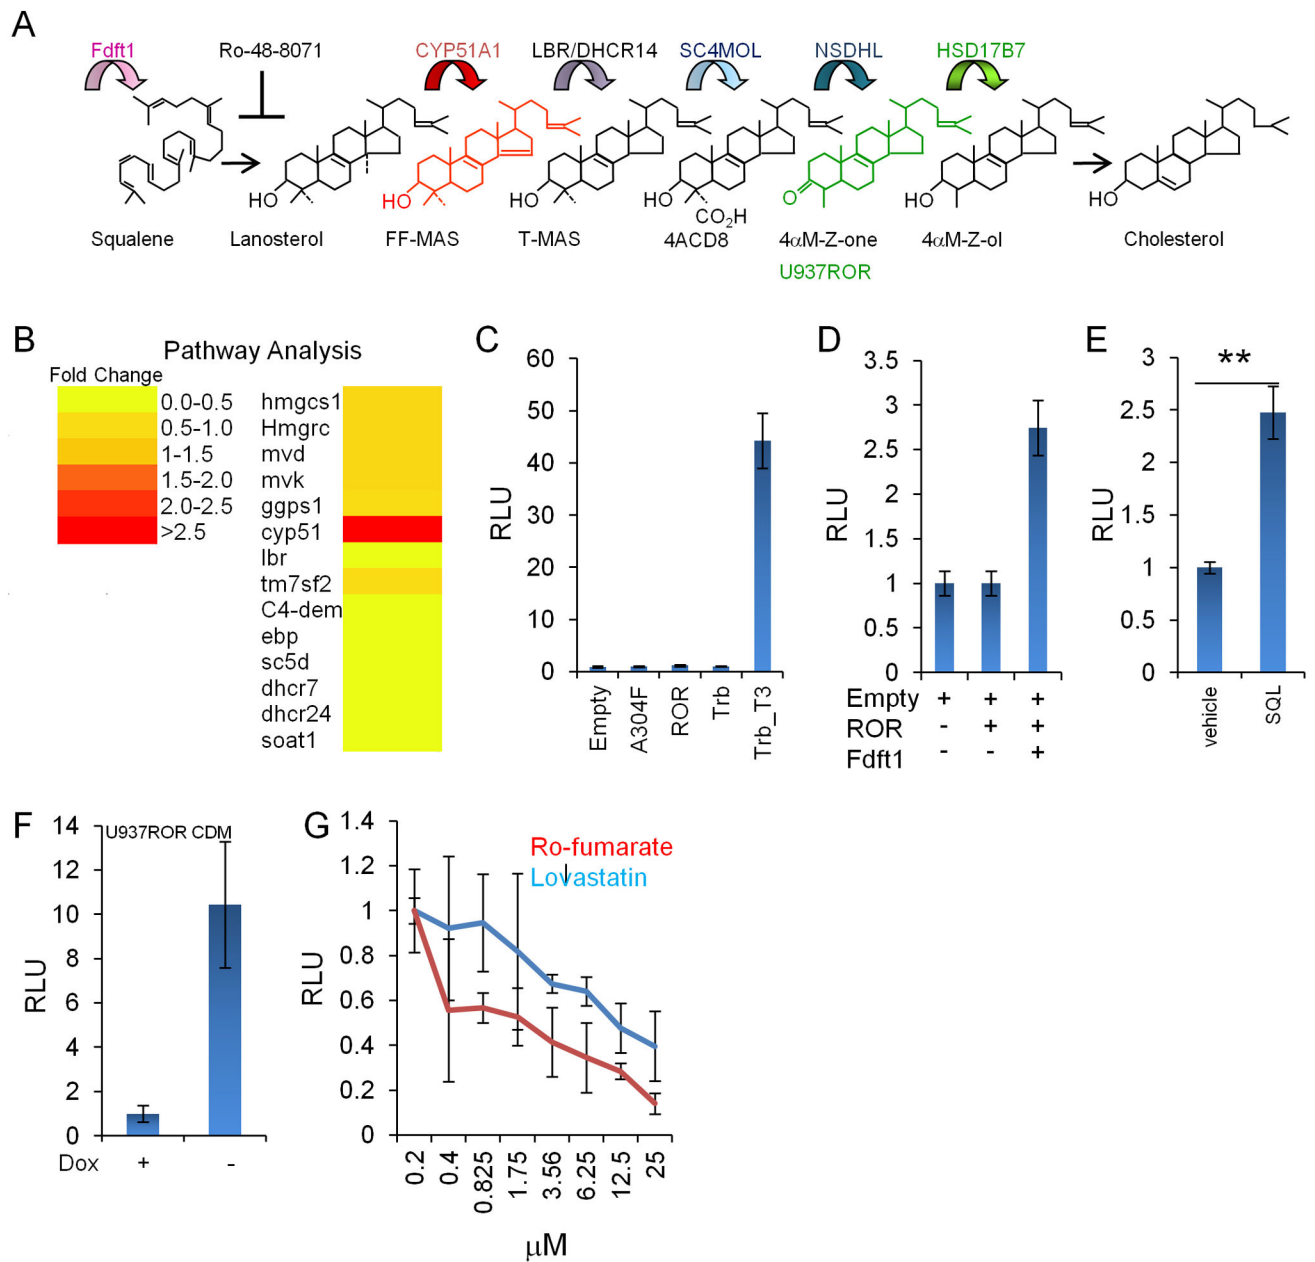 A
Fdft1 Ro-48-8071 CYP51A1 LBR/DHCR14 SC4MOL NSDHL HSD17B7
HO HO HO HO CO₂H O HO HO
Squalene Lanosterol FF-MAS T-MAS 4ACD8 4αM-Z-one 4αM-Z-ol Cholesterol
U937ROR
B
Pathway Analysis
Fold Change
0.0-0.5
0.5-1.0
1-1.5
1.5-2.0
2.0-2.5
>2.5
hmgcs1
Hmgrc
mvd
mvk
ggps1
cyp51
lbr
tm7sf2
C4-dem
ebp
sc5d
dhcr7
dhcr24
soat1
C
60
50
40
30
20
10
0
RLU
Empty A304F ROR Trb Trb_T3
D
3.5
3
2.5
2
1.5
1
0.5
0
RLU
Empty + + +
ROR - + +
Fdft1 - - +
E
3
2.5
2
1.5
1
0.5
0
RLU
**
vehicle SQL
F
U937ROR CDM
14
12
10
8
6
4
2
0
RLU
Dox + -
G
1.4
1.2
1
0.8
0.6
0.4
0.2
0
RLU
Ro-fumarate
Lovastatin
0.2 0.4 0.825 1.75 3.56 6.25 12.5 25
μM